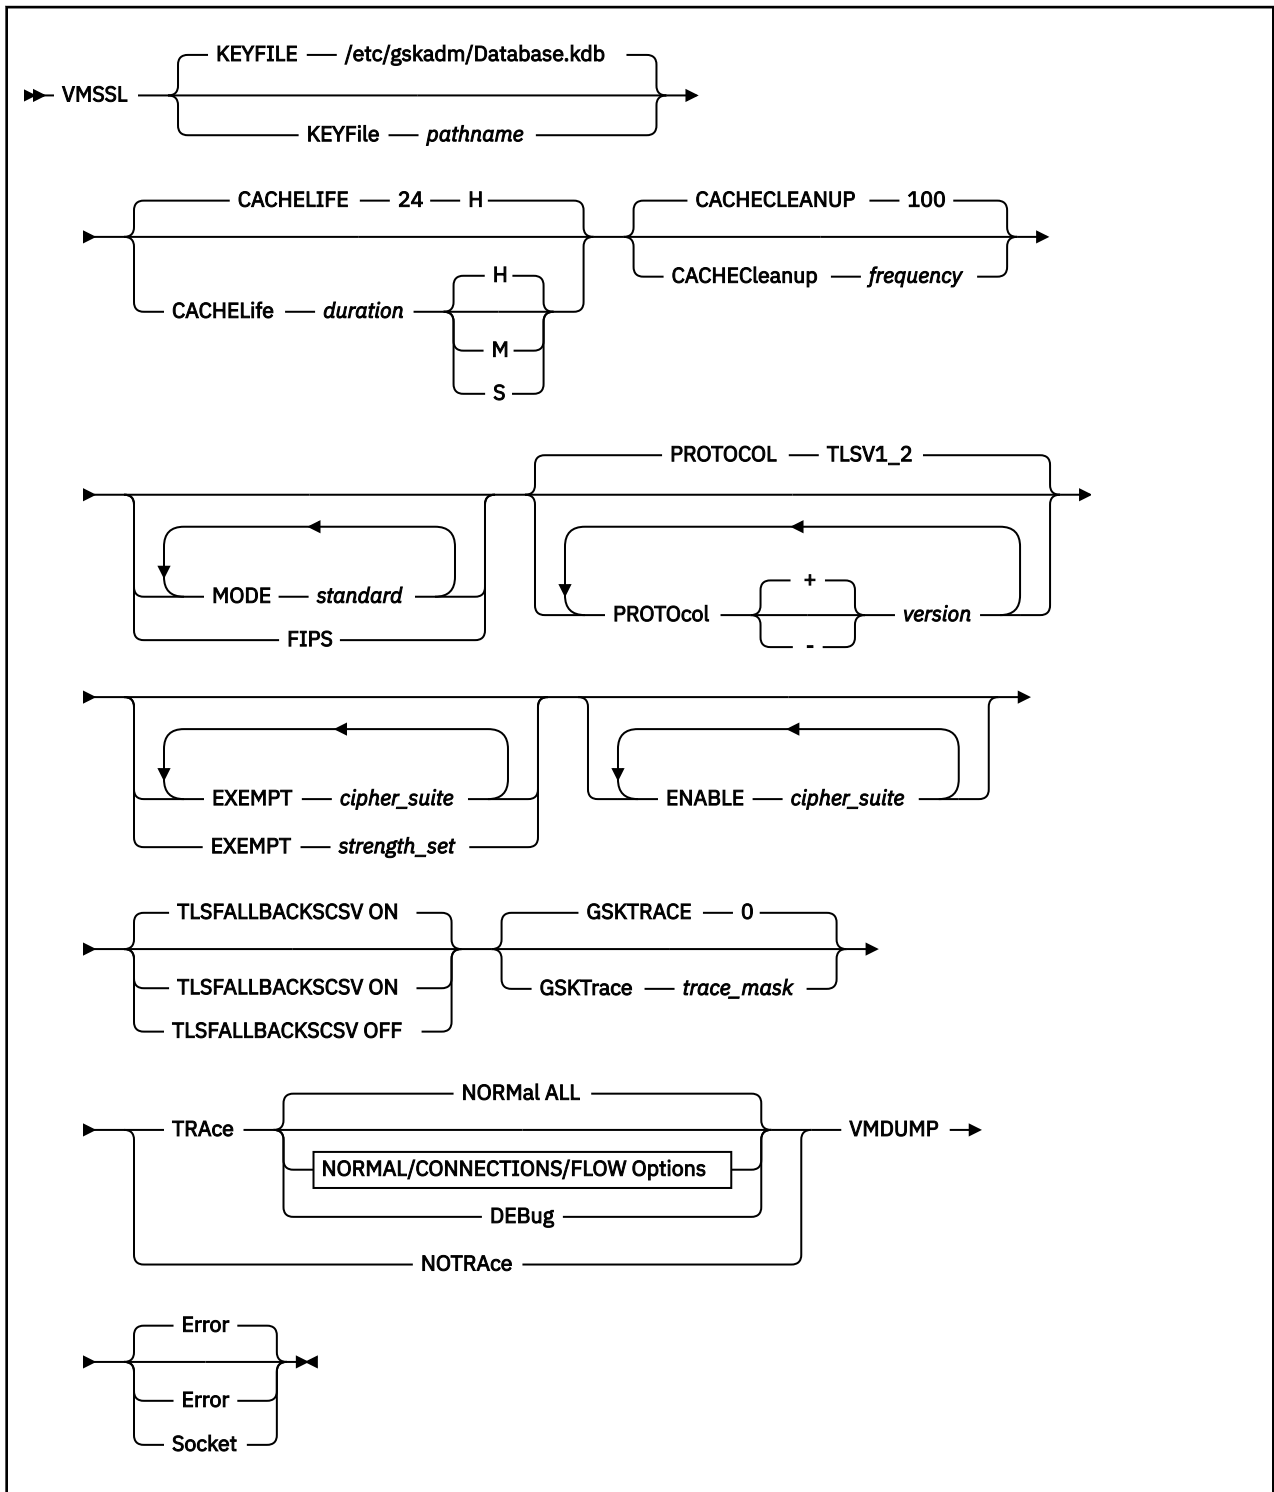 KEYFILE /etc/gskadm/Database.kdb
VMSSL
KEYFile pathname
CACHELIFE 24 H CACHECLEANUP 100
H CACHECleanup frequency
CACHELife duration
M
S
PROTOCOL TLSV1_2
+
MODE standard
PROTOcol version
FIPS
-
EXEMPT cipher_suite ENABLE cipher_suite
EXEMPT strength_set
TLSFALLBACKSCSV ON GSKTRACE 0
TLSFALLBACKSCSV ON GSKTrace trace_mask
TLSFALLBACKSCSV OFF
NORMal ALL
TRAce VMDUMP
NORMAL/CONNECTIONS/FLOW Options
DEBug
NOTRAce
Error
Error
Socket